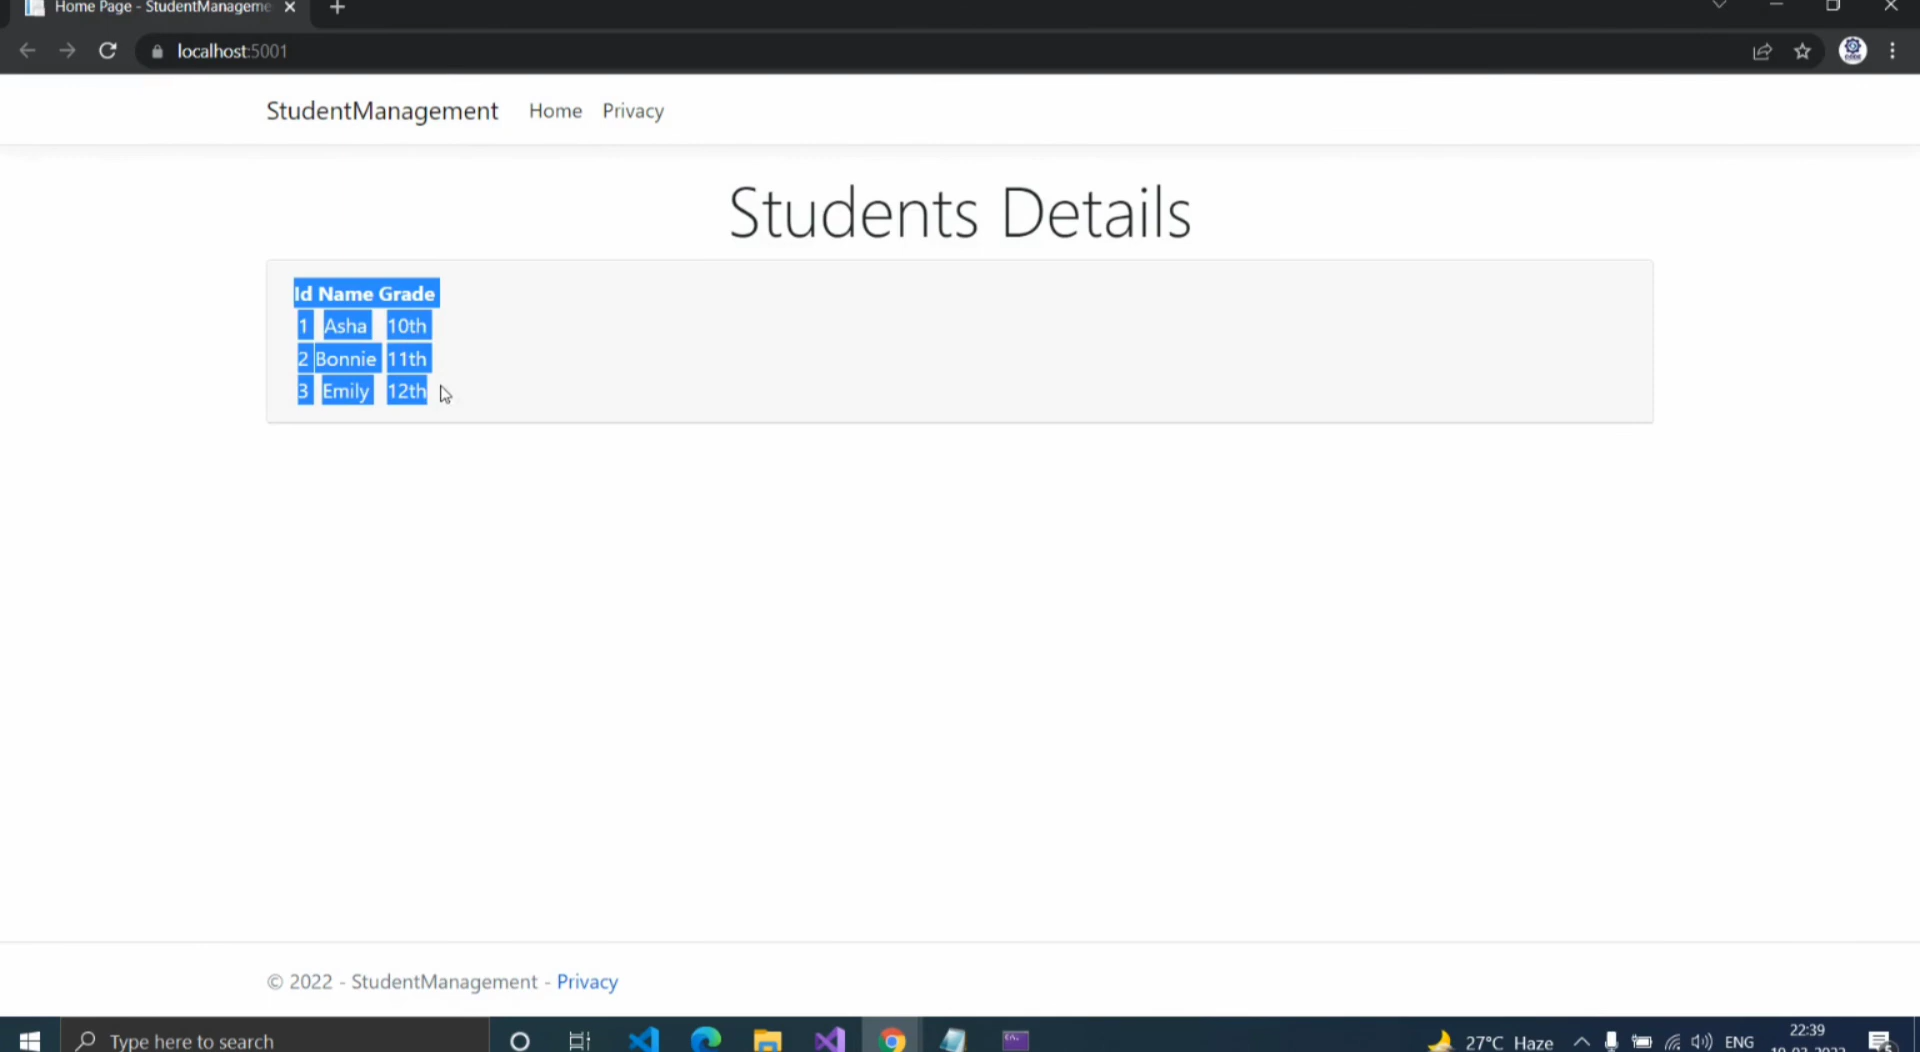 Home Page - StudentManageme
localhost:5001
StudentManagement Home Privacy
Students Details
Id Name Grade
1 Asha 10th
2 Bonnie 11th
3 Emily 12th
© 2022 - StudentManagement - Privacy
Type here to search
27°C Haze
ENG
22:39